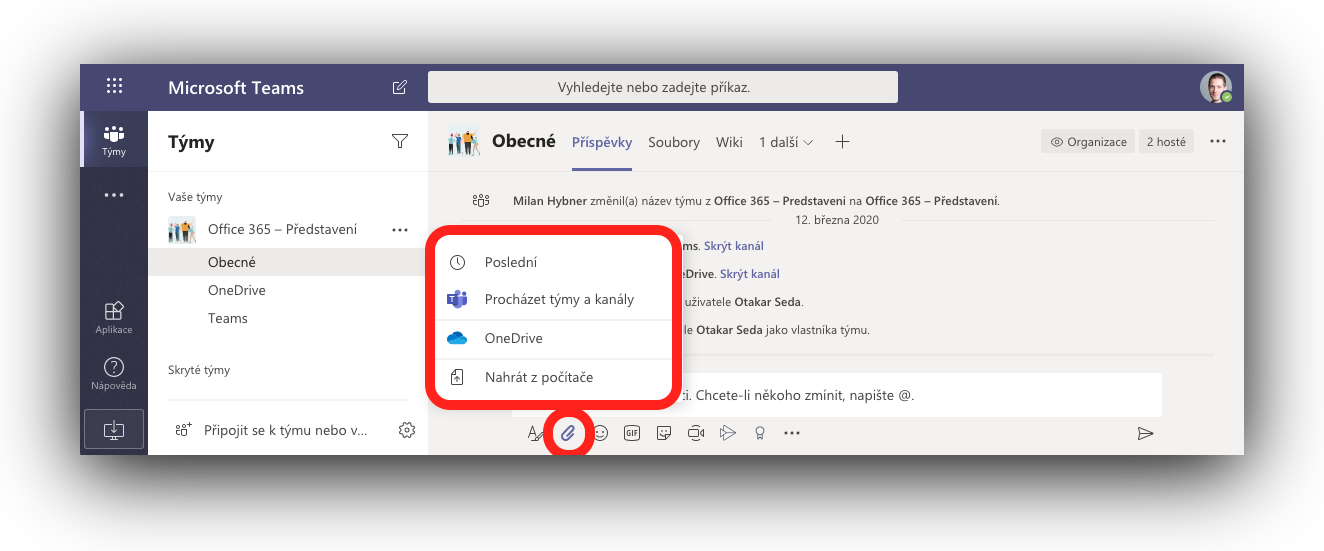 Microsoft Teams
Vyhledejte nebo zadejte příkaz.
Týmy
Aplikace
Nápověda
Týmy
Vaše týmy
Office 365 – Představení
Obecné
OneDrive
Teams
Skryté týmy
Připojit se k týmu nebo v...
Obecné
Příspěvky
Soubory
Wiki
1 další
Organizace
2 hosté
Milan Hybner změnil(a) název týmu z Office 365 – Predstaveni na Office 365 – Představení.
12. března 2020
ms. Skrýt kanál
eDrive. Skrýt kanál
uživatele Otakar Seda.
le Otakar Seda jako vlastníka týmu.
Poslední
Procházet týmy a kanály
OneDrive
Nahrát z počítače
ci. Chcete-li někoho zmínit, napište @.
GIF